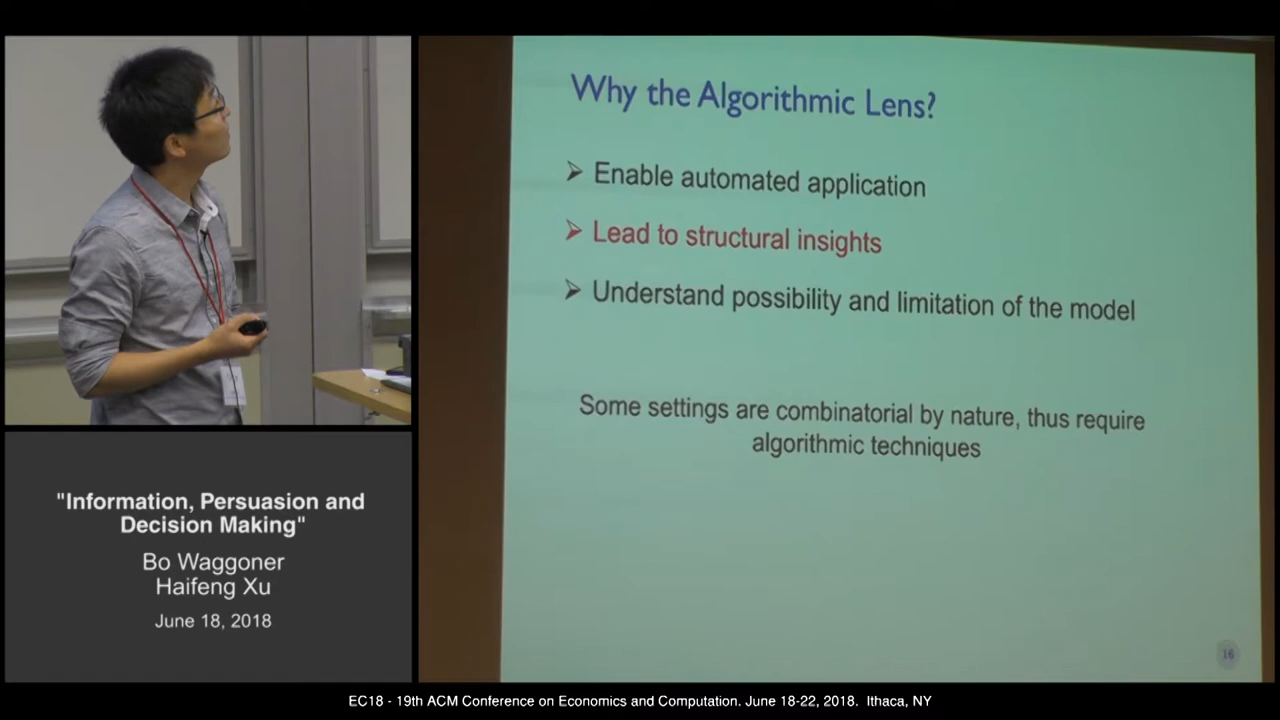 Why the Algorithmic Lens?
➢ Enable automated application
➢ Lead to structural insights
➢ Understand possibility and limitation of the model
Some settings are combinatorial by nature, thus require
algorithmic techniques
16
"Information, Persuasion and
Decision Making"
Bo Waggoner
Haifeng Xu
June 18, 2018
EC18 - 19th ACM Conference on Economics and Computation. June 18-22, 2018. Ithaca, NY